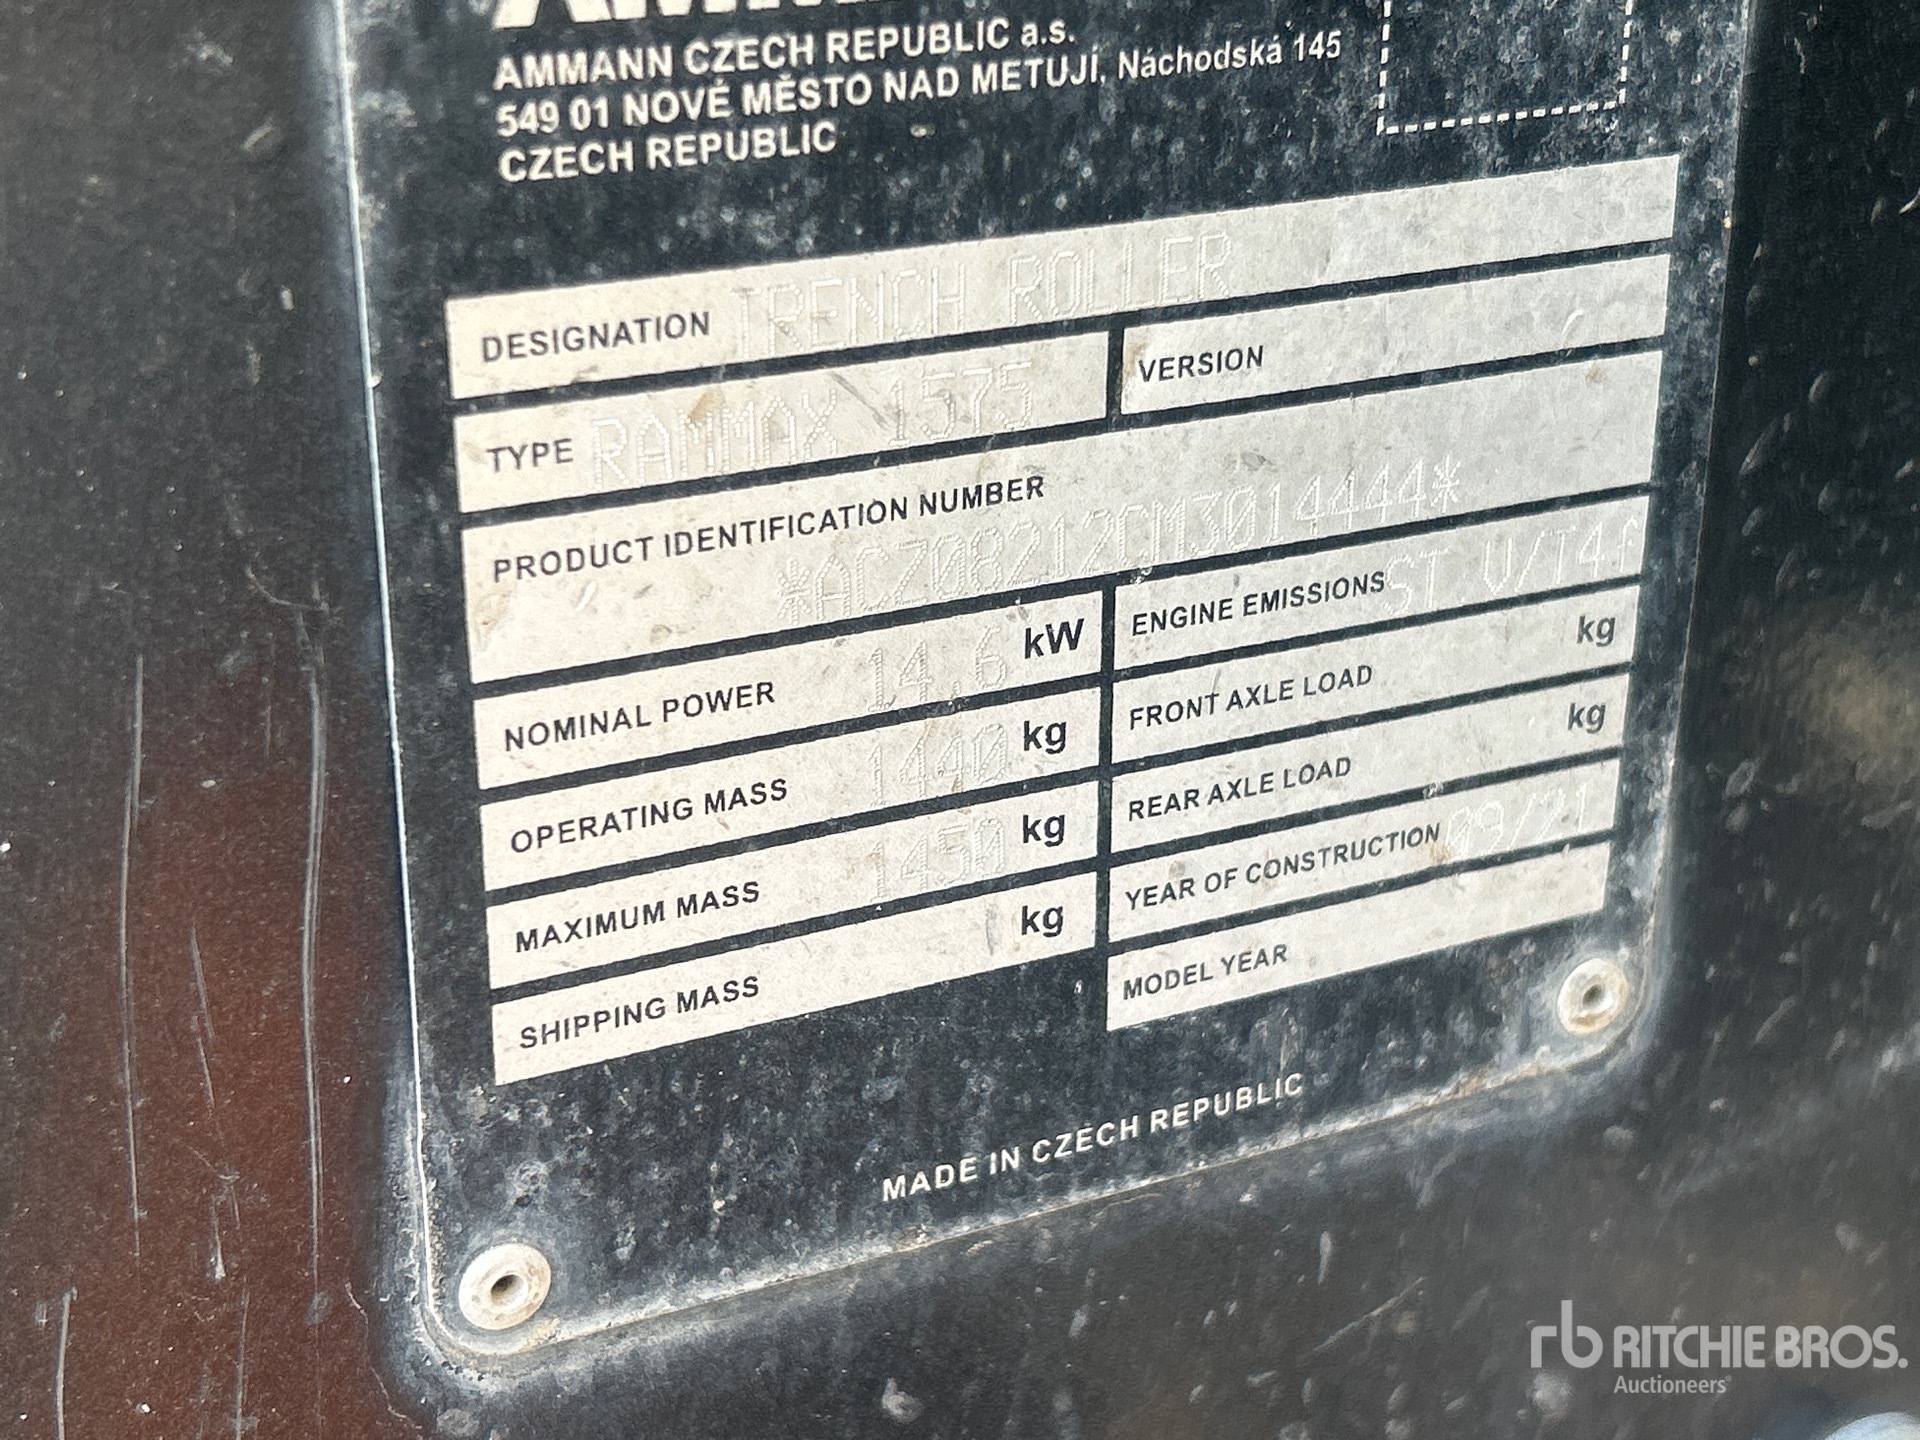 AMMANN CZECH REPUBLIC a.s.
549 01 NOVÉ MĚSTO NAD METUJÍ, Náchodská 145
CZECH REPUBLIC
DESIGNATION TRENCH ROLLER
TYPE RAMMAX 1575
VERSION
PRODUCT IDENTIFICATION NUMBER
*ACZ08212CM3014444*
NOMINAL POWER 14,6 kW
ENGINE EMISSIONS ST.V/T4f
OPERATING MASS 1440 kg
FRONT AXLE LOAD kg
MAXIMUM MASS 1450 kg
REAR AXLE LOAD kg
SHIPPING MASS kg
YEAR OF CONSTRUCTION 09/21
MODEL YEAR
MADE IN CZECH REPUBLIC
rb RITCHIE BROS.
Auctioneers